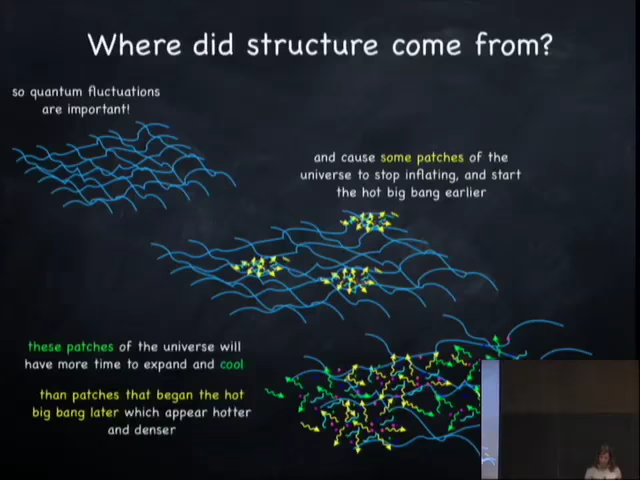 Where did structure come from?
so quantum fluctuations
are important!
and cause some patches of the
universe to stop inflating, and start
the hot big bang earlier
these patches of the universe will
have more time to expand and cool
than patches that began the hot
big bang later which appear hotter
and denser